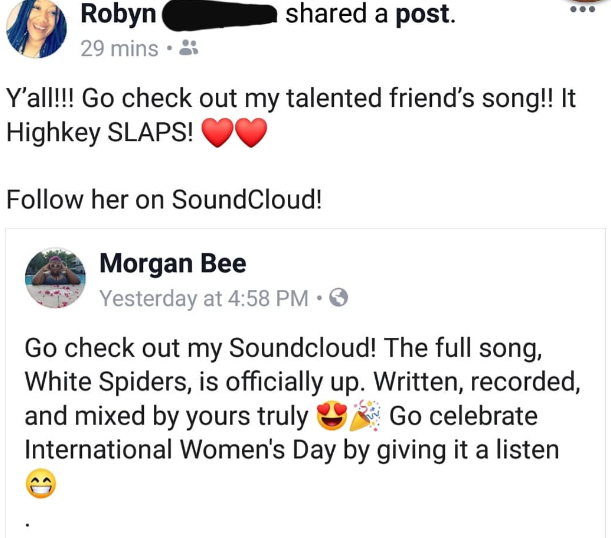 Robyn shared a post.
29 mins •
Y'all!!! Go check out my talented friend's song!! It
Highkey SLAPS! ❤️❤️
Follow her on SoundCloud!
Morgan Bee
Yesterday at 4:58 PM •
Go check out my Soundcloud! The full song,
White Spiders, is officially up. Written, recorded,
and mixed by yours truly 😍🎉 Go celebrate
International Women's Day by giving it a listen
😁
.